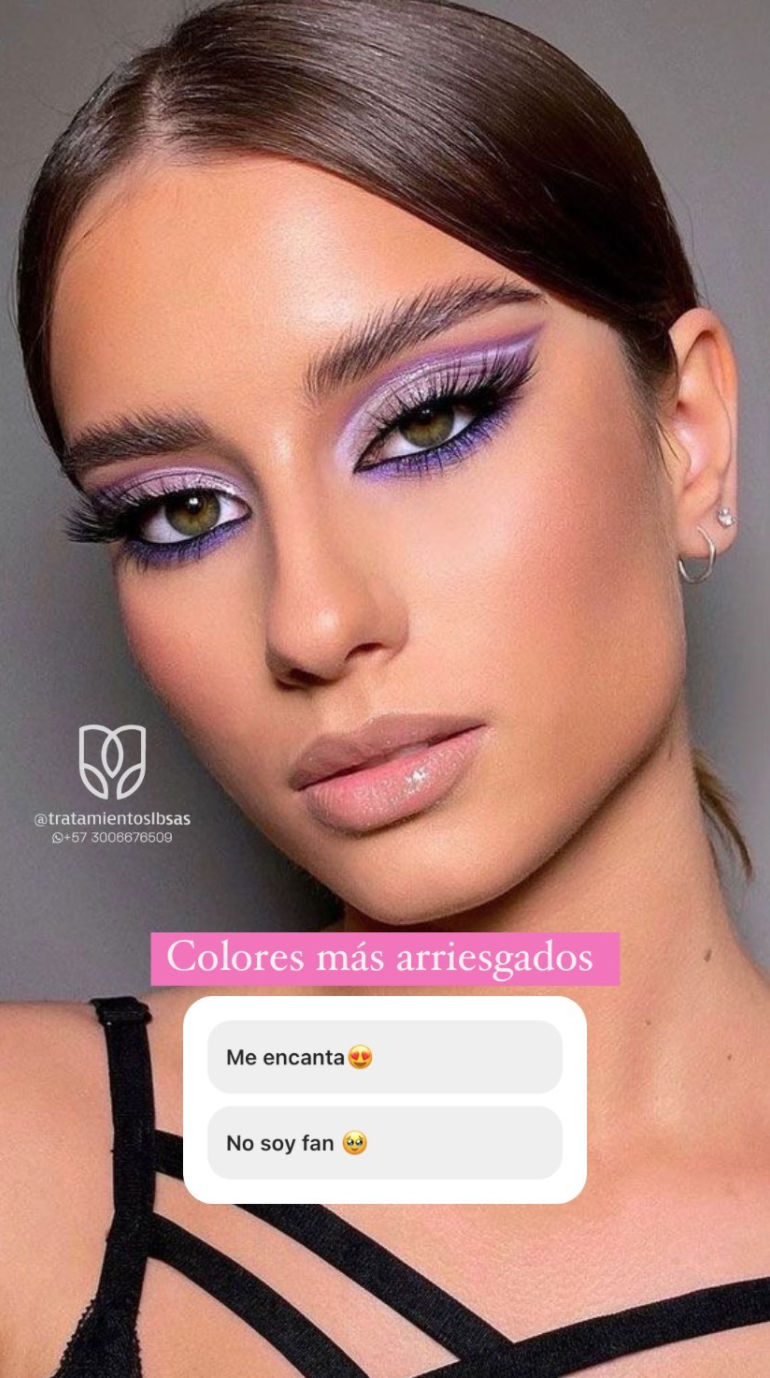 @tratamientoslbsas
+57 3006676509
Colores más arriesgados
Me encanta😍
No soy fan 🥹